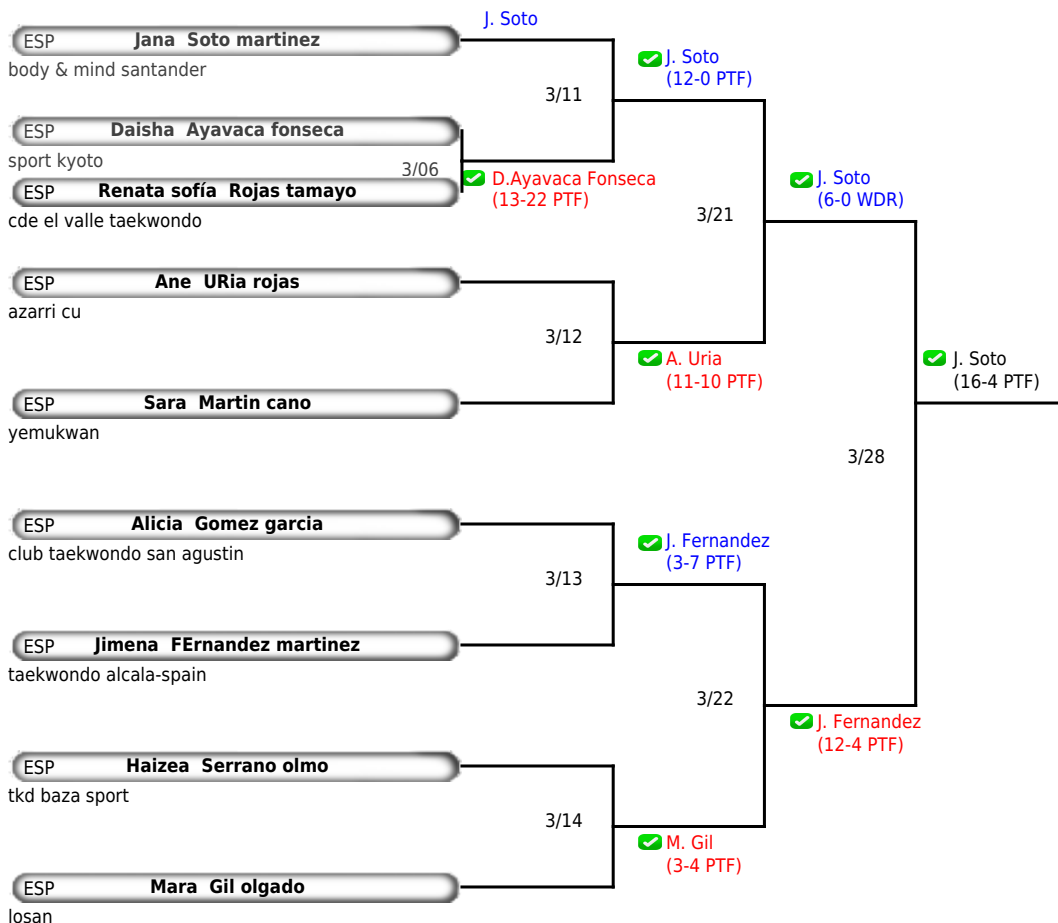 J. Soto
ESP Jana Soto martinez
body & mind santander
J. Soto
(12-0 PTF)
3/11
ESP Daisha Ayavaca fonseca
sport kyoto
3/06
D.Ayavaca Fonseca
(13-22 PTF)
ESP Renata sofía Rojas tamayo
cde el valle taekwondo
J. Soto
(6-0 WDR)
3/21
ESP Ane URia rojas
azarri cu
3/12
A. Uria
(11-10 PTF)
J. Soto
(16-4 PTF)
ESP Sara Martin cano
yemukwan
3/28
ESP Alicia Gomez garcia
club taekwondo san agustin
J. Fernandez
(3-7 PTF)
3/13
ESP Jimena FErnandez martinez
taekwondo alcala-spain
3/22
J. Fernandez
(12-4 PTF)
ESP Haizea Serrano olmo
tkd baza sport
3/14
M. Gil
(3-4 PTF)
ESP Mara Gil olgado
losan